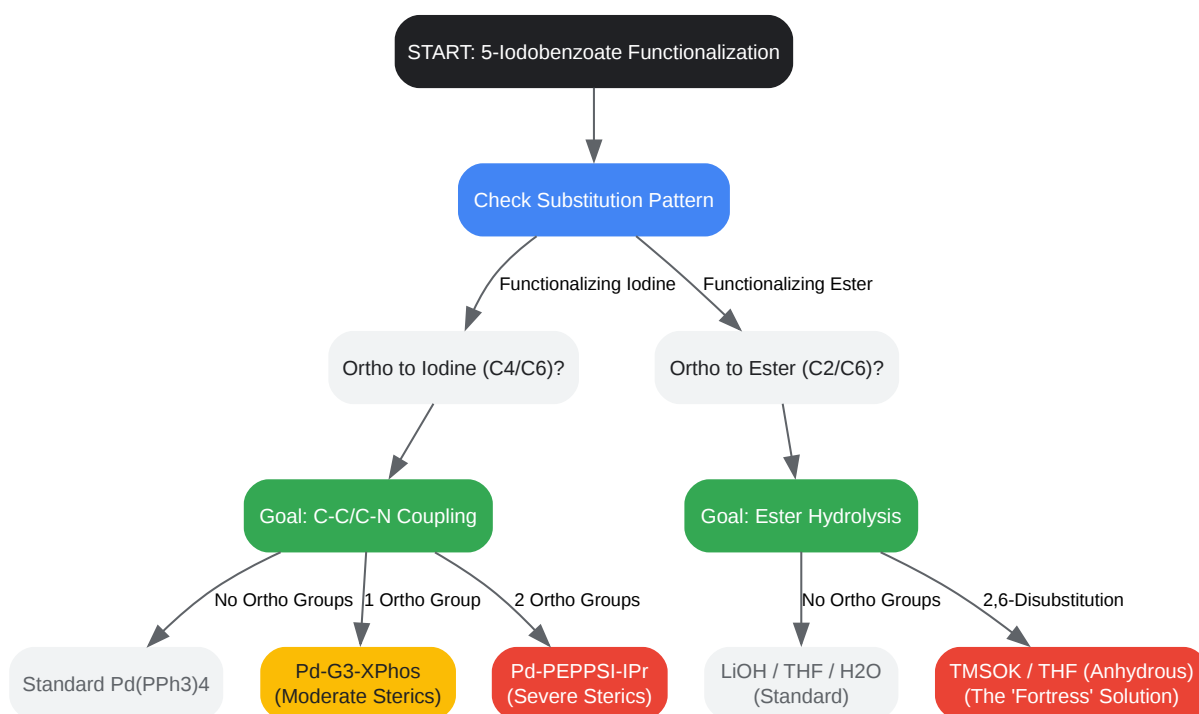 START: 5-Iodobenzoate Functionalization
Check Substitution Pattern
Functionalizing Iodine
Functionalizing Ester
Ortho to Iodine (C4/C6)?
Ortho to Ester (C2/C6)?
Goal: C-C/C-N Coupling
Goal: Ester Hydrolysis
No Ortho Groups
1 Ortho Group
2 Ortho Groups
No Ortho Groups
2,6-Disubstitution
Standard Pd(PPh3)4
Pd-G3-XPhos
(Moderate Sterics)
Pd-PEPPSI-IPr
(Severe Sterics)
LiOH / THF / H2O
(Standard)
TMSOK / THF (Anhydrous)
(The 'Fortress' Solution)